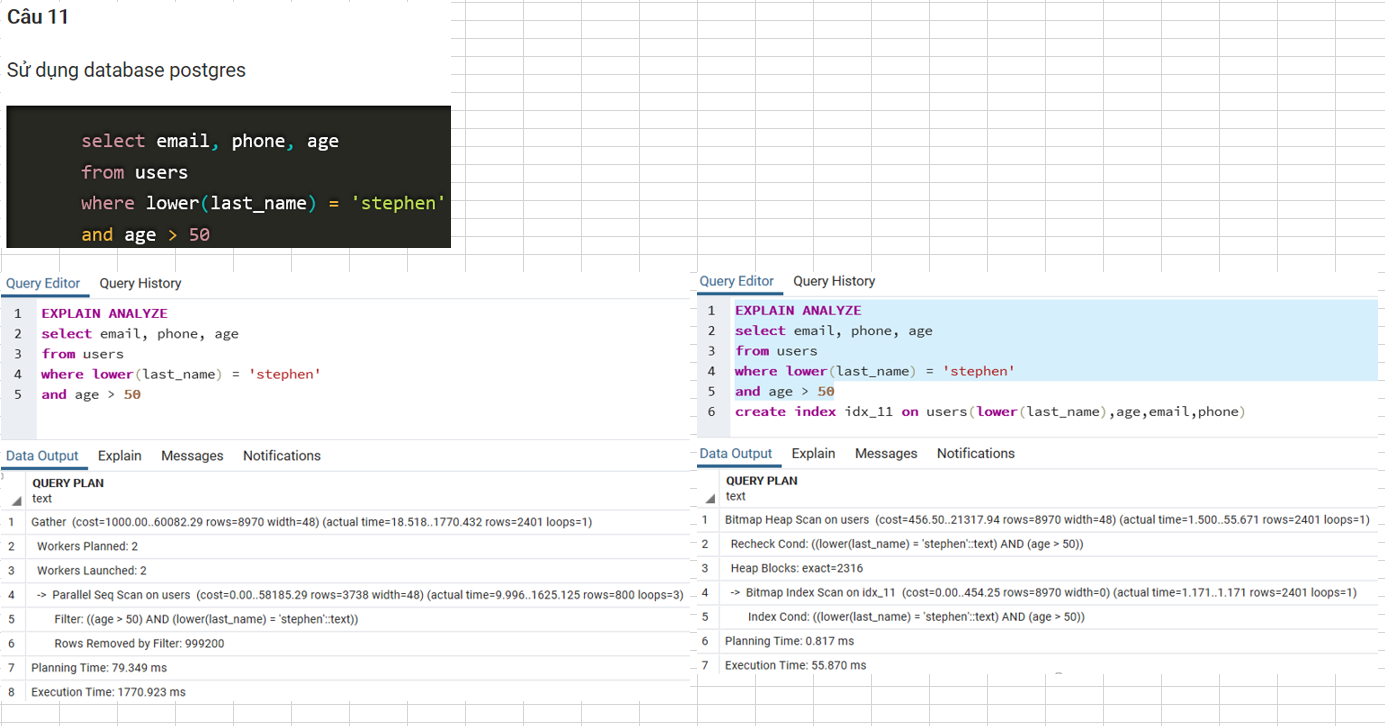 Câu 11
Sử dụng database postgres
select email, phone, age
from users
where lower(last_name) = 'stephen'
and age > 50
Query Editor Query History
1 EXPLAIN ANALYZE
2 select email, phone, age
3 from users
4 where lower(last_name) = 'stephen'
5 and age > 50
Data Output Explain Messages Notifications
QUERY PLAN
text
1 Gather (cost=1000.00..60082.29 rows=8970 width=48) (actual time=18.518..1770.432 rows=2401 loops=1)
2 Workers Planned: 2
3 Workers Launched: 2
4 -> Parallel Seq Scan on users (cost=0.00..58185.29 rows=3738 width=48) (actual time=9.996..1625.125 rows=800 loops=3)
5 Filter: ((age > 50) AND (lower(last_name) = 'stephen'::text))
6 Rows Removed by Filter: 999200
7 Planning Time: 79.349 ms
8 Execution Time: 1770.923 ms
Query Editor Query History
1 EXPLAIN ANALYZE
2 select email, phone, age
3 from users
4 where lower(last_name) = 'stephen'
5 and age > 50
6 create index idx_11 on users(lower(last_name),age,email,phone)
Data Output Explain Messages Notifications
QUERY PLAN
text
1 Bitmap Heap Scan on users (cost=456.50..21317.94 rows=8970 width=48) (actual time=1.500..55.671 rows=2401 loops=1)
2 Recheck Cond: ((lower(last_name) = 'stephen'::text) AND (age > 50))
3 Heap Blocks: exact=2316
4 -> Bitmap Index Scan on idx_11 (cost=0.00..454.25 rows=8970 width=0) (actual time=1.171..1.171 rows=2401 loops=1)
5 Index Cond: ((lower(last_name) = 'stephen'::text) AND (age > 50))
6 Planning Time: 0.817 ms
7 Execution Time: 55.870 ms